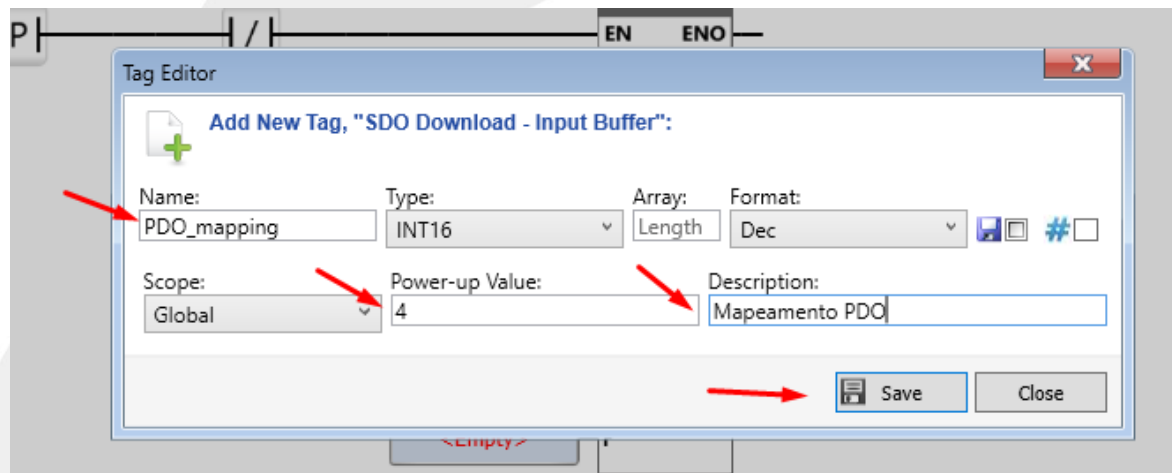 P
/
EN ENO
Tag Editor
Add New Tag, "SDO Download - Input Buffer":
Name: Type: Array: Format:
PDO_mapping INT16 Length Dec #
Scope: Power-up Value: Description:
Global 4 Mapeamento PDO
Save Close
<Empty>